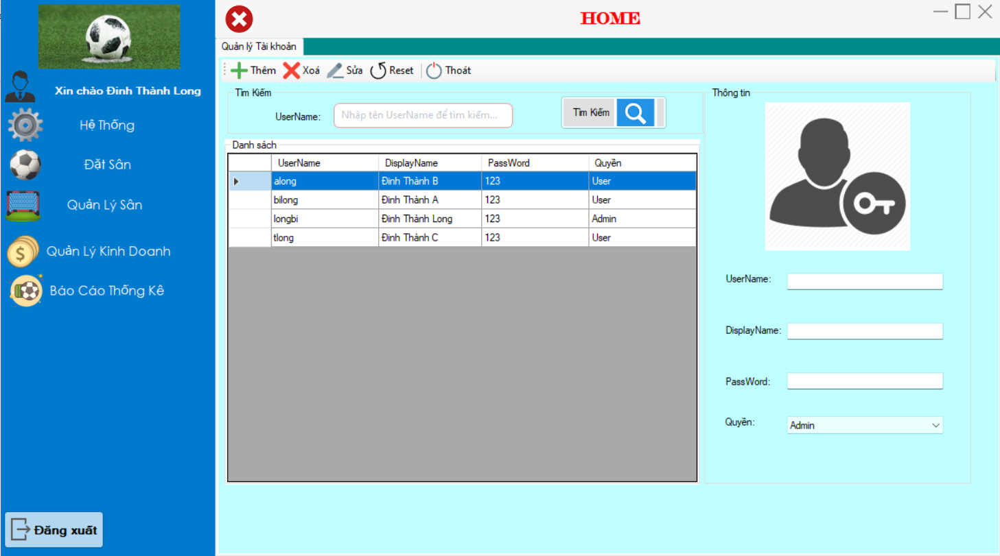 HOME
Xin chào Đinh Thành Long
Hệ Thống
Đặt Sân
Quản Lý Sân
Quản Lý Kinh Doanh
Báo Cáo Thống Kê
Đăng xuất
Quản lý Tài khoản
Thêm Xoá Sửa Reset Thoát
Tìm Kiếm
UserName: Nhập tên UserName để tìm kiếm... Tìm Kiếm
Danh sách
UserName DisplayName PassWord Quyền
along Đinh Thành B 123 User
bilong Đinh Thành A 123 User
longbi Đinh Thành Long 123 Admin
tlong Đinh Thành C 123 User
Thông tin
UserName:
DisplayName:
PassWord:
Quyền: Admin